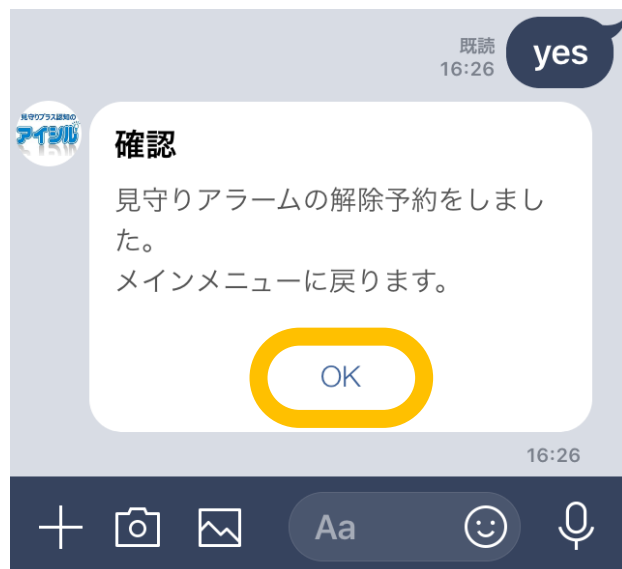 既読
16:26
yes
見守りプラス認知の
アイシル
確認
見守りアラームの解除予約をしまし
た。
メインメニューに戻ります。
OK
16:26
Aa